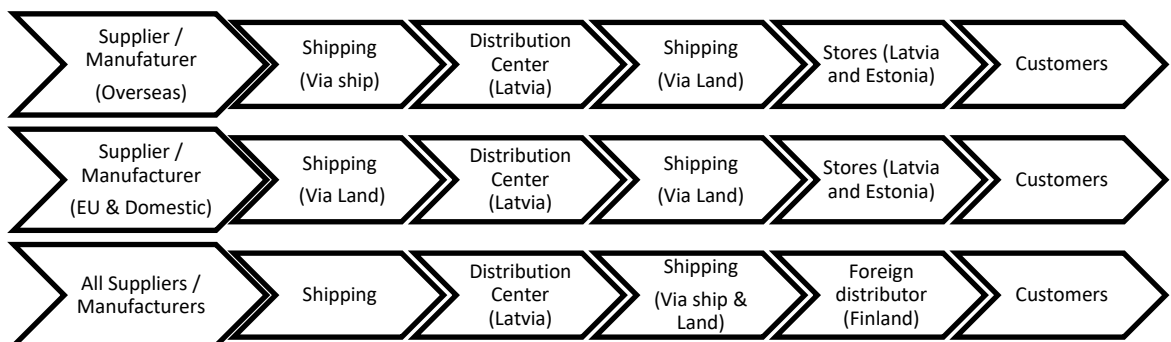 Supplier /
Manufaturer
(Overseas)
Shipping
(Via ship)
Distribution
Center
(Latvia)
Shipping
(Via Land)
Stores (Latvia
and Estonia)
Customers
Supplier /
Manufacturer
(EU & Domestic)
Shipping
(Via Land)
Distribution
Center
(Latvia)
Shipping
(Via Land)
Stores (Latvia
and Estonia)
Customers
All Suppliers /
Manufacturers
Shipping
Distribution
Center
(Latvia)
Shipping
(Via ship &
Land)
Foreign
distributor
(Finland)
Customers